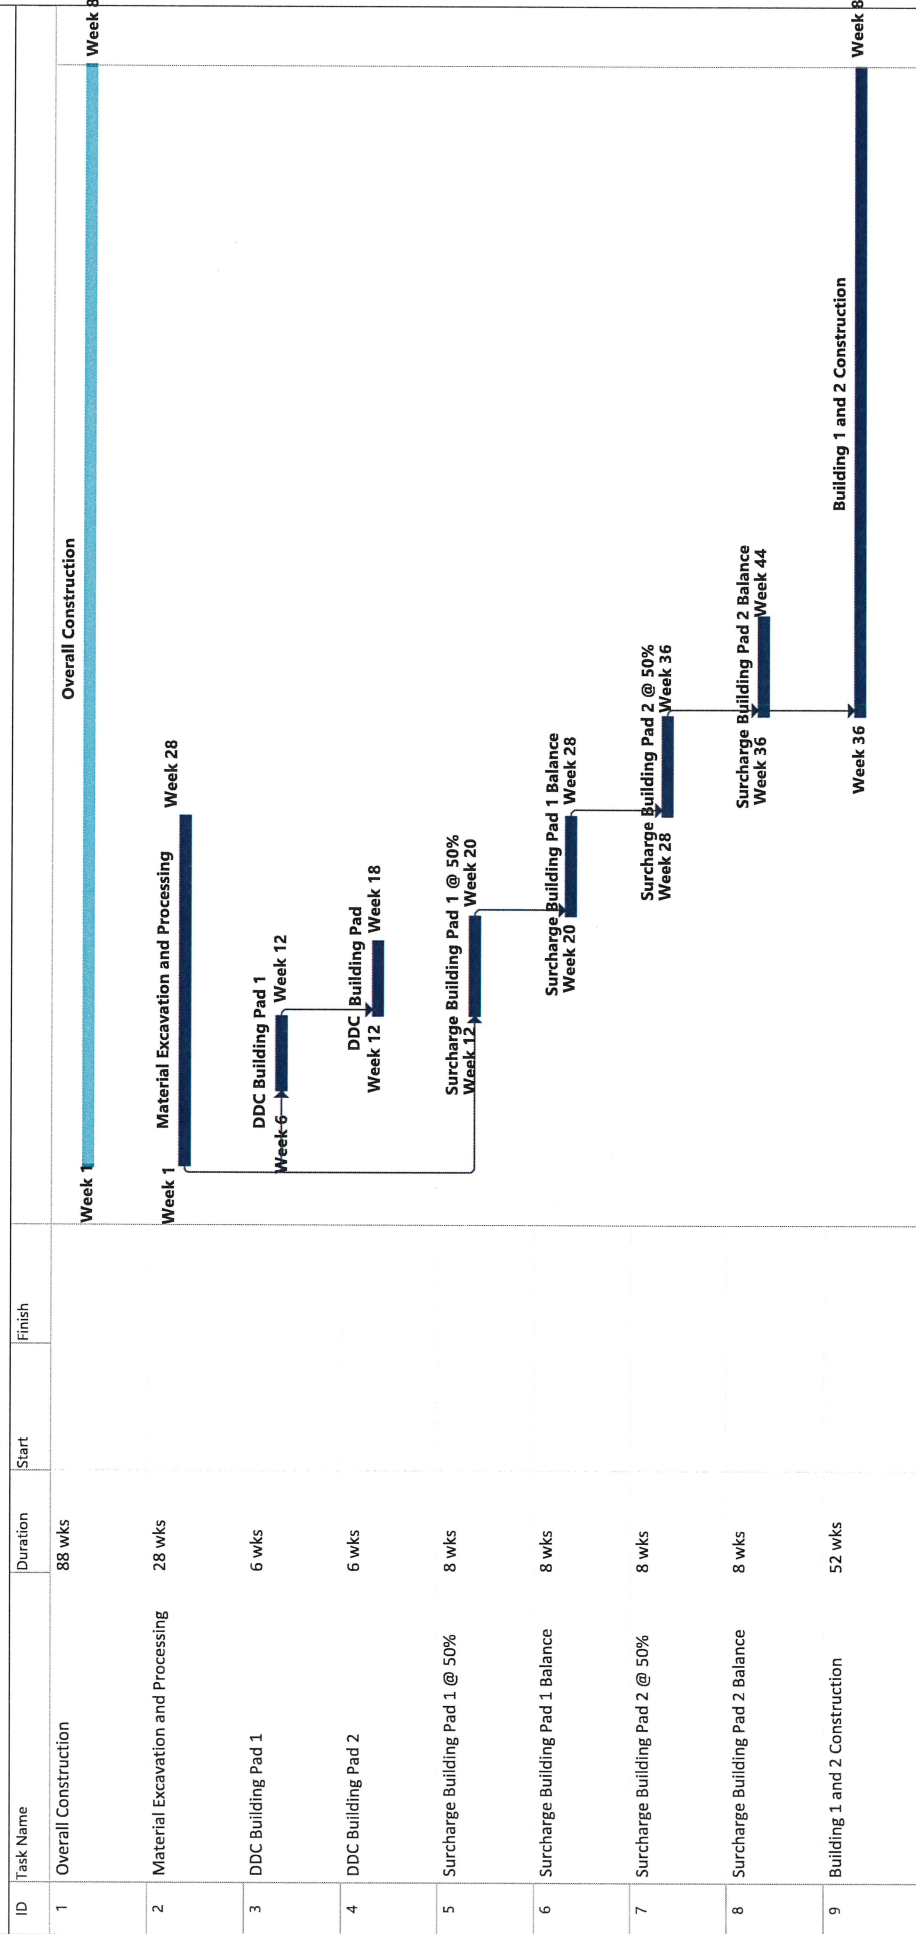 ID Task Name Duration Start Finish
1 Overall Construction 88 wks
Overall Construction
Week 1 Week 8
2 Material Excavation and Processing 28 wks
Material Excavation and Processing
Week 1 Week 28
3 DDC Building Pad 1 6 wks
DDC Building Pad 1
Week 6 Week 12
4 DDC Building Pad 2 6 wks
DDC Building Pad
Week 12 Week 18
5 Surcharge Building Pad 1 @ 50% 8 wks
Surcharge Building Pad 1 @ 50%
Week 12 Week 20
6 Surcharge Building Pad 1 Balance 8 wks
Surcharge Building Pad 1 Balance
Week 20 Week 28
7 Surcharge Building Pad 2 @ 50% 8 wks
Surcharge Building Pad 2 @ 50%
Week 28 Week 36
8 Surcharge Building Pad 2 Balance 8 wks
Surcharge Building Pad 2 Balance
Week 36 Week 44
9 Building 1 and 2 Construction 52 wks
Building 1 and 2 Construction
Week 36 Week 8